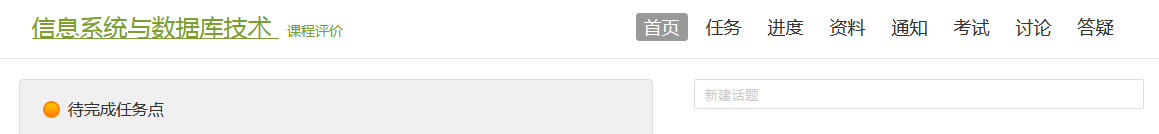 信息系统与数据库技术 课程评价 首页 任务 进度 资料 通知 考试 讨论 答疑
待完成任务点
新建话题